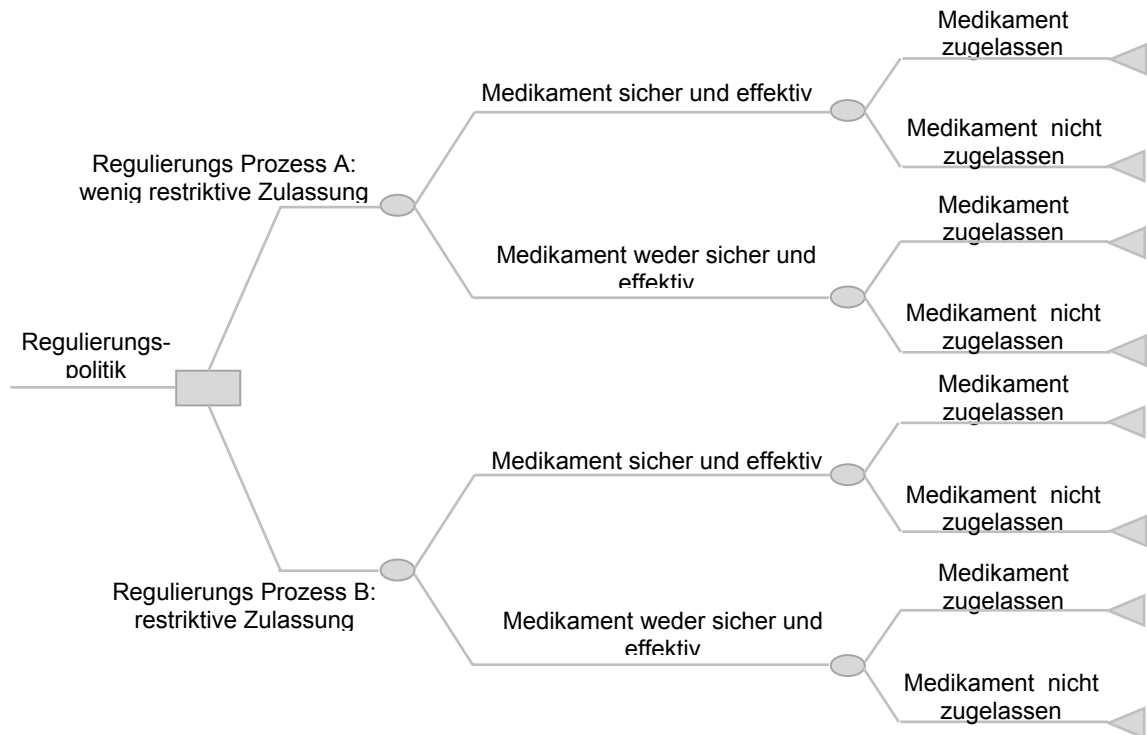 Medikament
zugelassen
Medikament sicher und effektiv
Medikament  nicht
zugelassen
Regulierungs Prozess A:
wenig restriktive Zulassung
Medikament
zugelassen
Medikament weder sicher und
effektiv
Medikament  nicht
zugelassen
Regulierungs-
politik
Medikament
zugelassen
Medikament sicher und effektiv
Medikament  nicht
zugelassen
Regulierungs Prozess B:
restriktive Zulassung
Medikament
zugelassen
Medikament weder sicher und
effektiv
Medikament  nicht
zugelassen